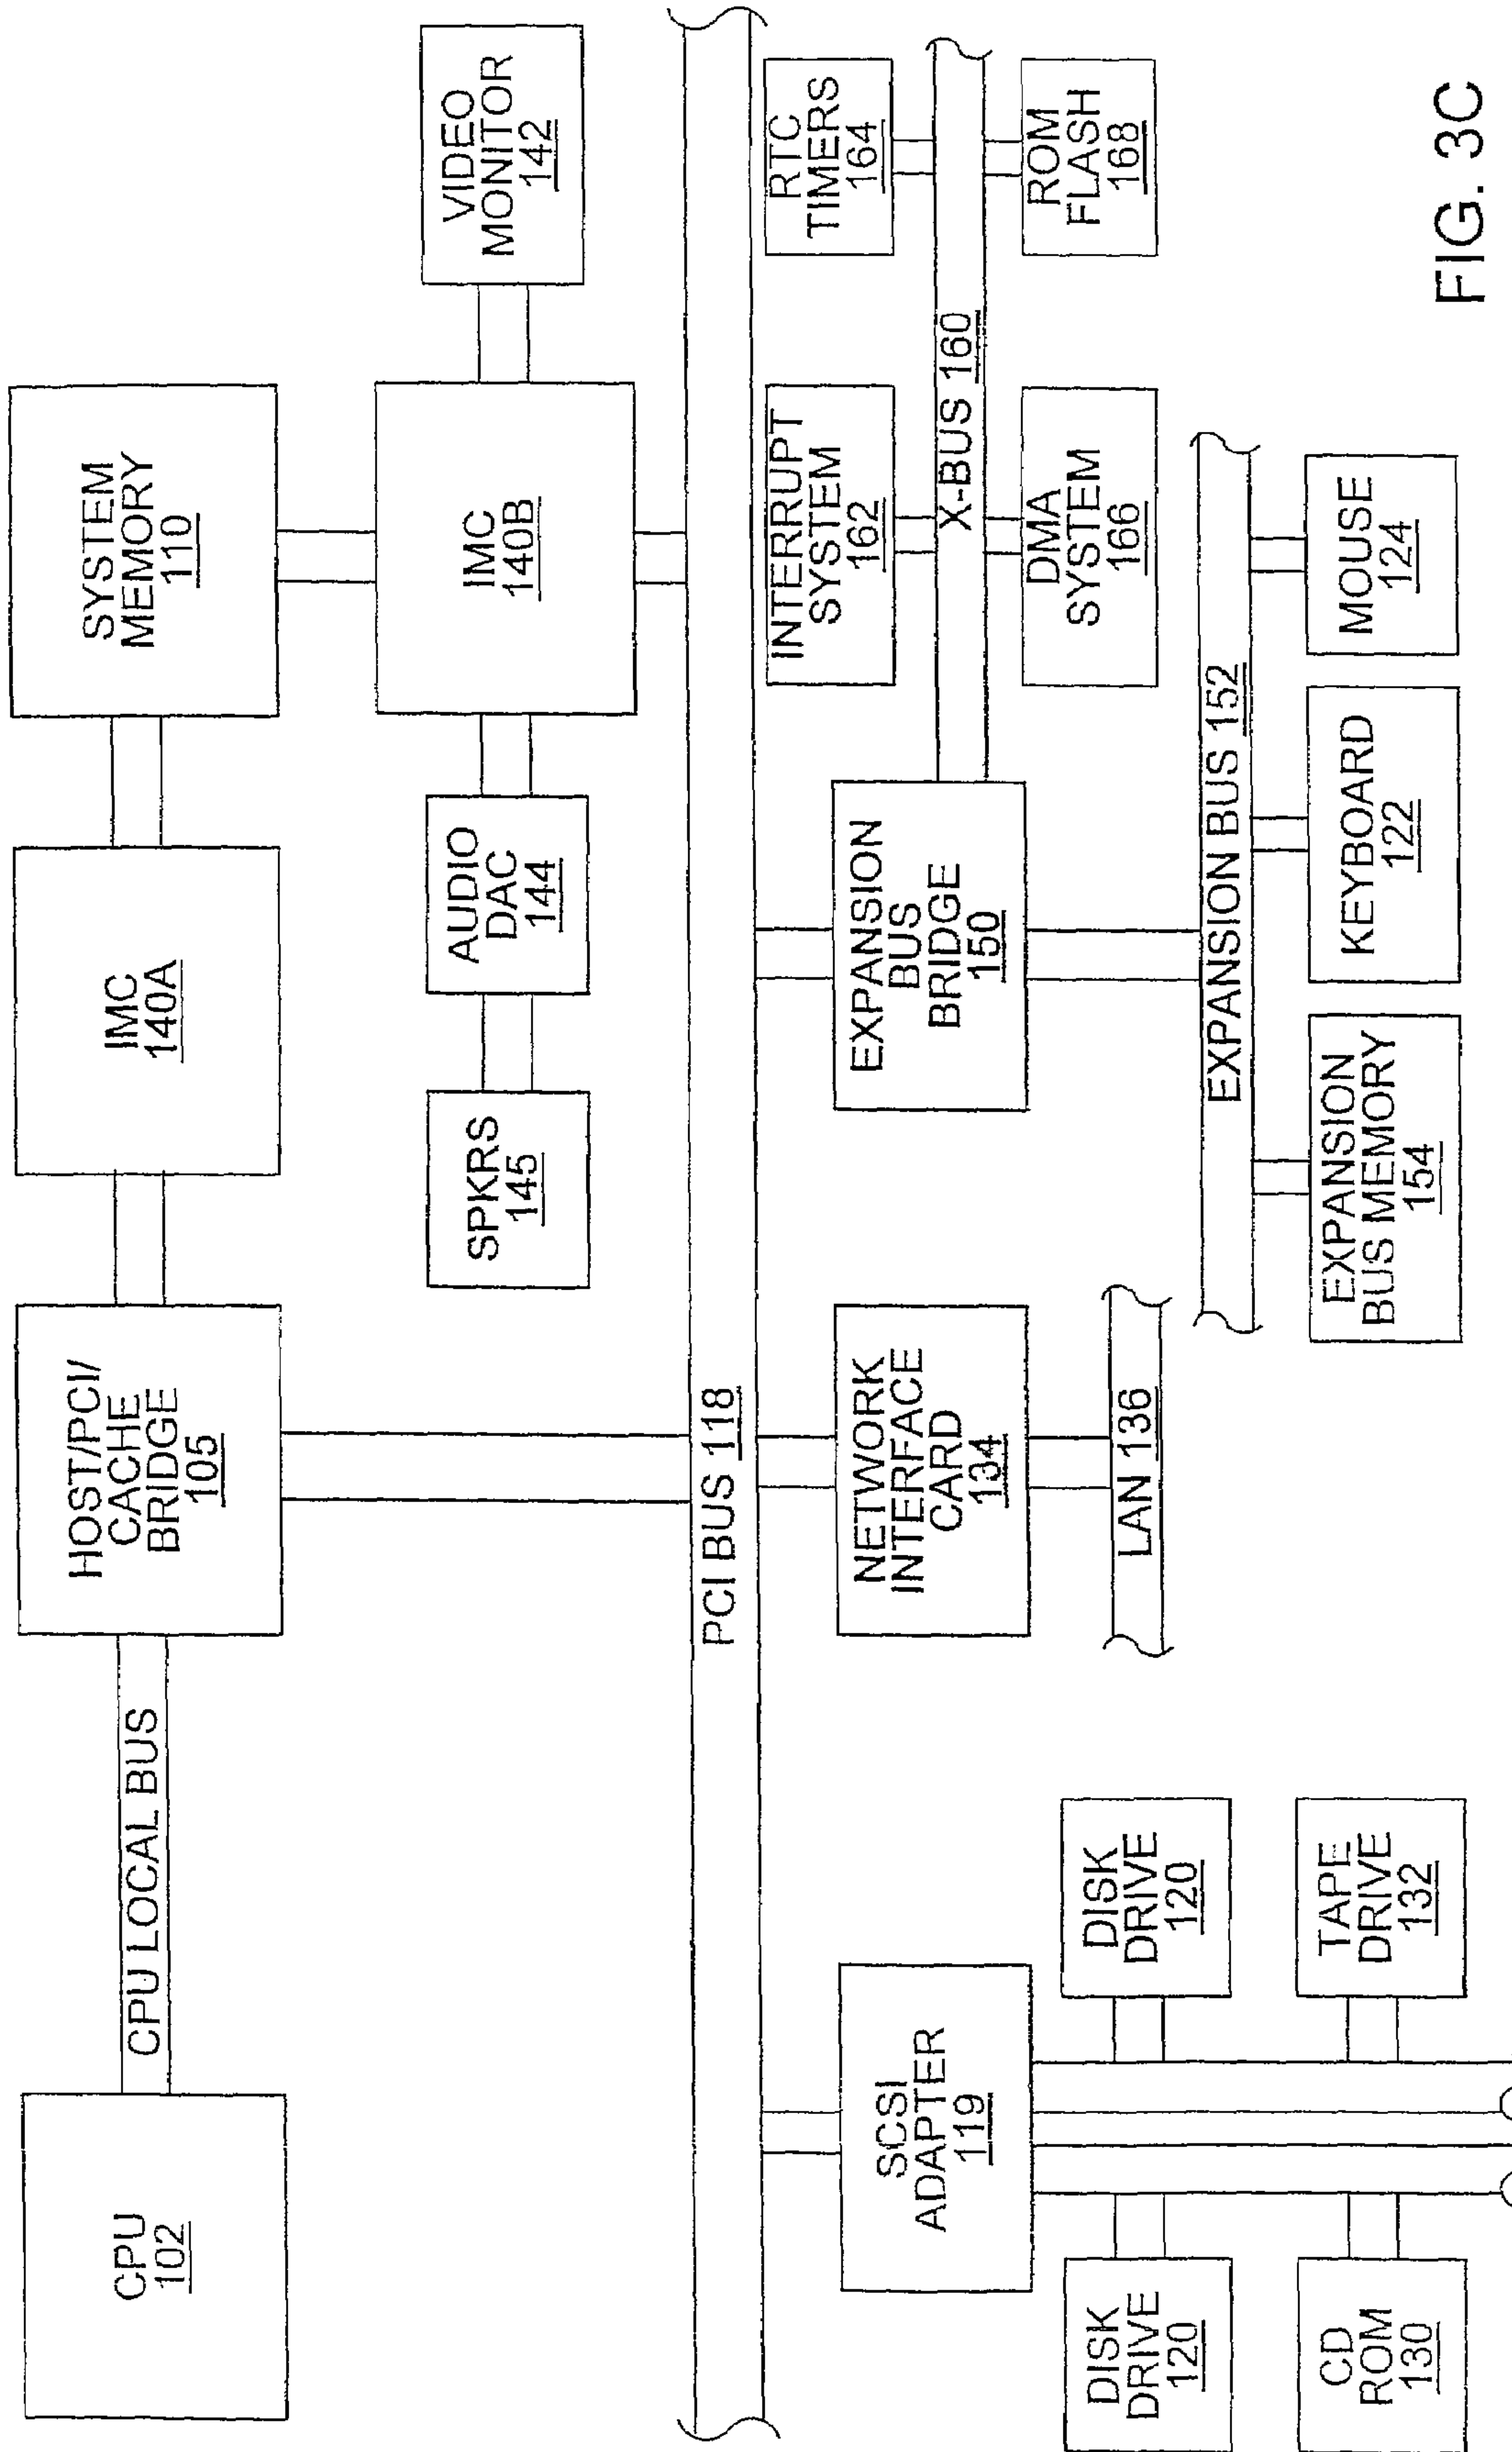 CPU
102
CPU LOCAL BUS
HOST/PCI/
CACHE
BRIDGE
105
IMC
140A
SYSTEM
MEMORY
110
SPKRS
145
AUDIO
DAC
144
IMC
140B
VIDEO
MONITOR
142
PCI BUS 118
SCSI
ADAPTER
119
NETWORK
INTERFACE
CARD
134
EXPANSION
BUS
BRIDGE
150
INTERRUPT
SYSTEM
162
RTC
TIMERS
164
X-BUS 160
DMA
SYSTEM
166
ROM
FLASH
168
DISK
DRIVE
120
DISK
DRIVE
120
LAN 136
EXPANSION BUS 152
CD
ROM
130
TAPE
DRIVE
132
EXPANSION
BUS MEMORY
154
KEYBOARD
122
MOUSE
124
FIG. 3C